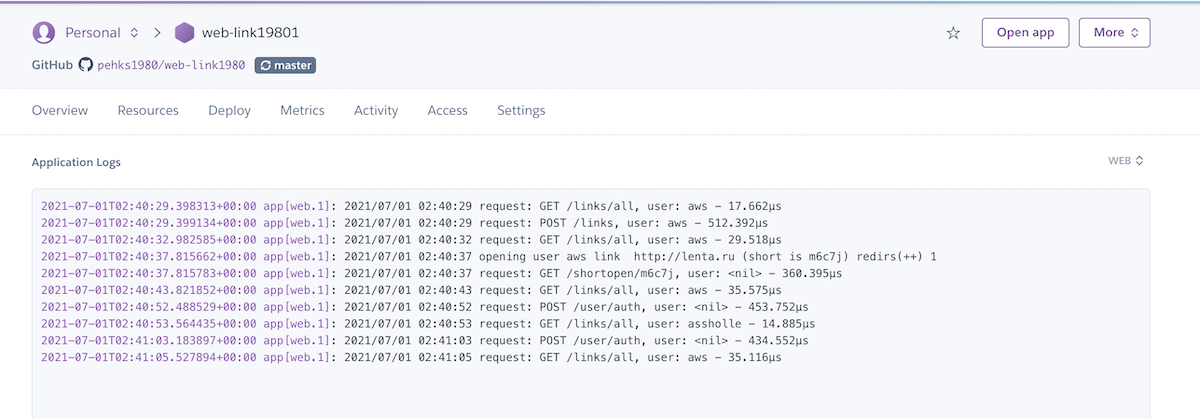 Personal > web-link19801 Open app More
GitHub pehks1980/web-link1980 master
Overview Resources Deploy Metrics Activity Access Settings
Application Logs WEB
2021-07-01T02:40:29.398313+00:00 app[web.1]: 2021/07/01 02:40:29 request: GET /links/all, user: aws - 17.662µs
2021-07-01T02:40:29.399134+00:00 app[web.1]: 2021/07/01 02:40:29 request: POST /links, user: aws - 512.392µs
2021-07-01T02:40:32.982585+00:00 app[web.1]: 2021/07/01 02:40:32 request: GET /links/all, user: aws - 29.518µs
2021-07-01T02:40:37.815662+00:00 app[web.1]: 2021/07/01 02:40:37 opening user aws link  http://lenta.ru (short is m6c7j) redirs(++) 1
2021-07-01T02:40:37.815783+00:00 app[web.1]: 2021/07/01 02:40:37 request: GET /shortopen/m6c7j, user: <nil> - 360.395µs
2021-07-01T02:40:43.821852+00:00 app[web.1]: 2021/07/01 02:40:43 request: GET /links/all, user: aws - 35.575µs
2021-07-01T02:40:52.488529+00:00 app[web.1]: 2021/07/01 02:40:52 request: POST /user/auth, user: <nil> - 453.752µs
2021-07-01T02:40:53.564435+00:00 app[web.1]: 2021/07/01 02:40:53 request: GET /links/all, user: assholle - 14.885µs
2021-07-01T02:41:03.183897+00:00 app[web.1]: 2021/07/01 02:41:03 request: POST /user/auth, user: <nil> - 434.552µs
2021-07-01T02:41:05.527894+00:00 app[web.1]: 2021/07/01 02:41:05 request: GET /links/all, user: aws - 35.116µs